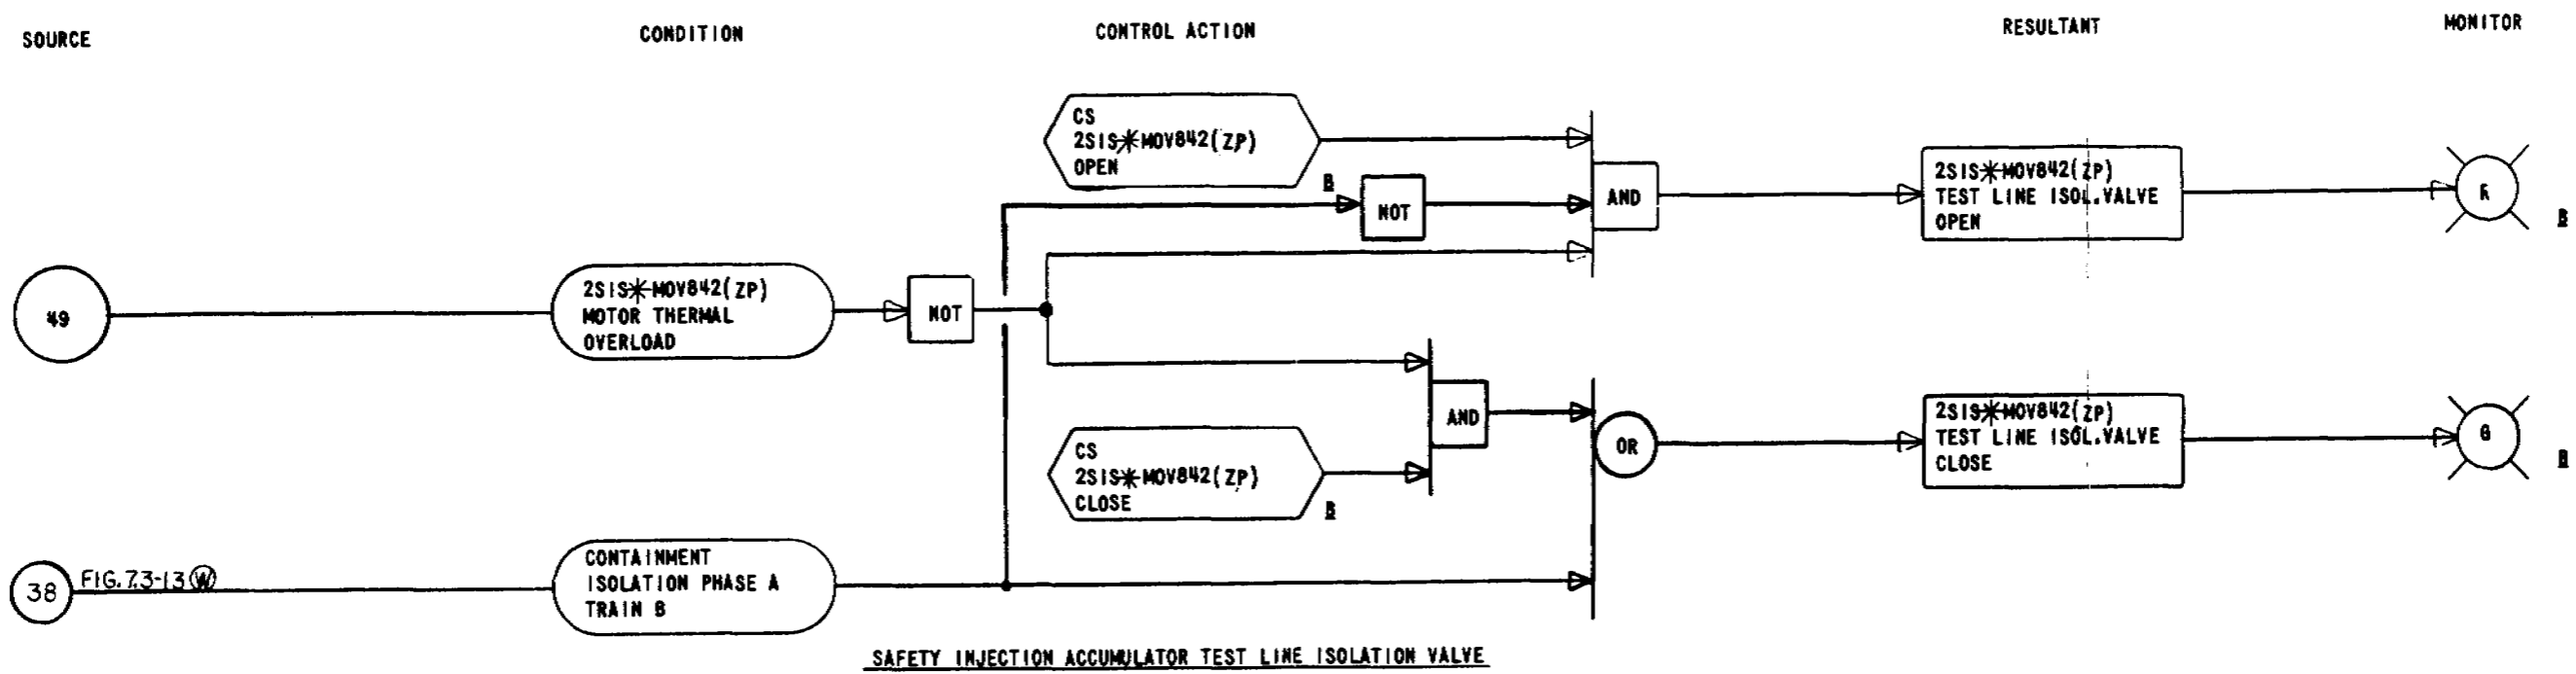 SOURCE
CONDITION
CONTROL ACTION
RESULTANT
MONITOR
CS
2SIS*MOV842(ZP)
OPEN
B
NOT
AND
2SIS*MOV842(ZP)
TEST LINE ISOL.VALVE
OPEN
R
B
49
2SIS*MOV842(ZP)
MOTOR THERMAL
OVERLOAD
NOT
AND
CS
2SIS*MOV842(ZP)
CLOSE
B
OR
2SIS*MOV842(ZP)
TEST LINE ISOL.VALVE
CLOSE
G
B
38
FIG.7.3-13 W
CONTAINMENT
ISOLATION PHASE A
TRAIN B
SAFETY INJECTION ACCUMULATOR TEST LINE ISOLATION VALVE